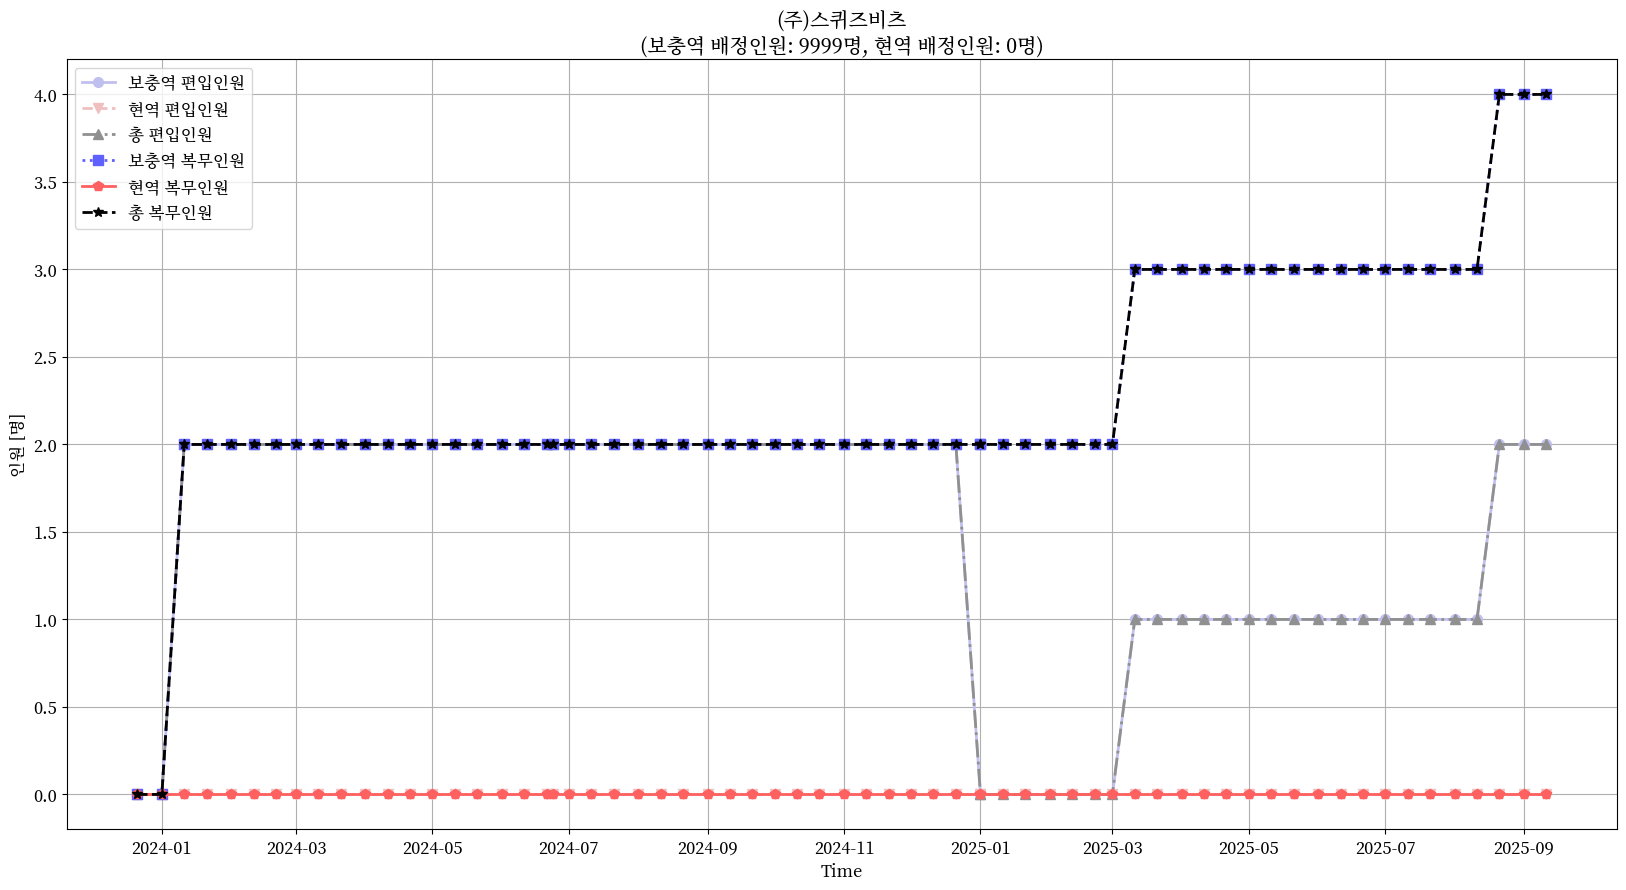 (주)스퀴즈비츠
(보충역 배정인원: 9999명, 현역 배정인원: 0명)
보충역 편입인원
현역 편입인원
총 편입인원
보충역 복무인원
현역 복무인원
총 복무인원
4.0
3.5
3.0
2.5
2.0
1.5
1.0
0.5
0.0
인원 [명]
2024-01
2024-03
2024-05
2024-07
2024-09
2024-11
2025-01
2025-03
2025-05
2025-07
2025-09
Time